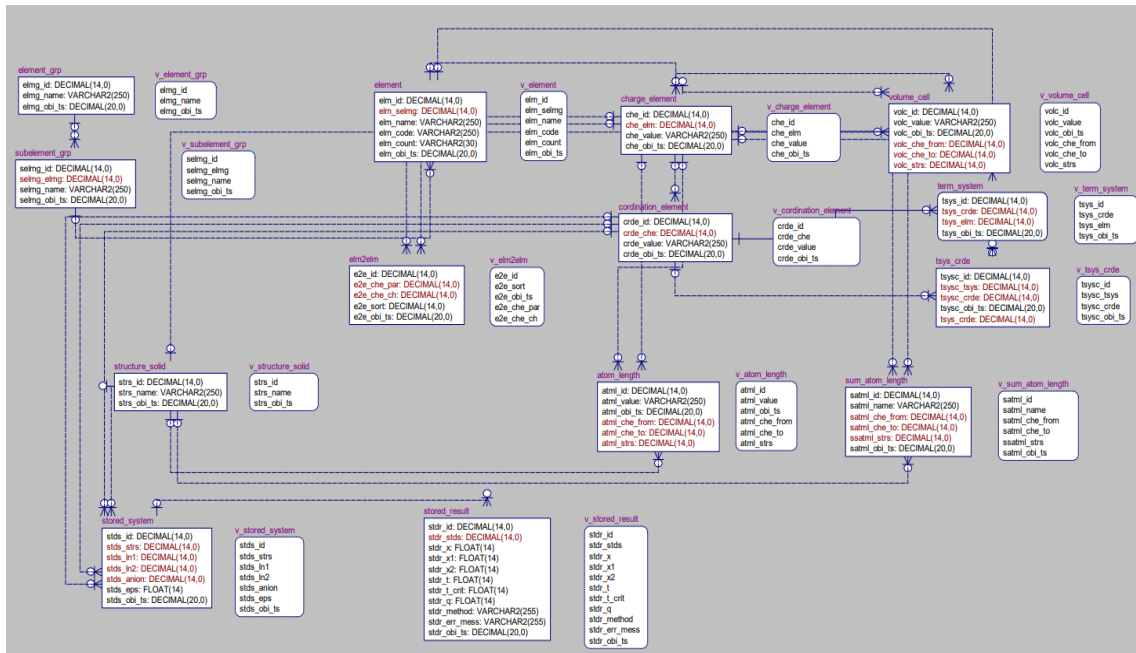 element_grp
elmg_id: DECIMAL(14,0)
elmg_name: VARCHAR2(250)
elmg_obi_ts: DECIMAL(20,0)
v_element_grp
elmg_id
elmg_name
elmg_obi_ts
subelement_grp
selmg_id: DECIMAL(14,0)
selmg_elmg: DECIMAL(14,0)
selmg_name: VARCHAR2(250)
selmg_obi_ts: DECIMAL(20,0)
v_subelement_grp
selmg_id
selmg_elmg
selmg_name
selmg_obi_ts
element
elm_id: DECIMAL(14,0)
elm_selmg: DECIMAL(14,0)
elm_name: VARCHAR2(250)
elm_code: VARCHAR2(250)
elm_count: VARCHAR2(30)
elm_obi_ts: DECIMAL(20,0)
v_element
elm_id
elm_selmg
elm_name
elm_code
elm_count
elm_obi_ts
charge_element
che_id: DECIMAL(14,0)
che_elm: DECIMAL(14,0)
che_value: VARCHAR2(250)
che_obi_ts: DECIMAL(20,0)
v_charge_element
che_id
che_elm
che_value
che_obi_ts
volume_cell
volc_id: DECIMAL(14,0)
volc_value: VARCHAR2(250)
volc_obi_ts: DECIMAL(20,0)
volc_che_from: DECIMAL(14,0)
volc_che_to: DECIMAL(14,0)
volc_strs: DECIMAL(14,0)
v_volume_cell
volc_id
volc_value
volc_obi_ts
volc_che_from
volc_che_to
volc_strs
cordination_element
crde_id: DECIMAL(14,0)
crde_che: DECIMAL(14,0)
crde_value: VARCHAR2(250)
crde_obi_ts: DECIMAL(20,0)
v_cordination_element
crde_id
crde_che
crde_value
crde_obi_ts
term_system
tsys_id: DECIMAL(14,0)
tsys_crde: DECIMAL(14,0)
tsys_elm: DECIMAL(14,0)
tsys_obi_ts: DECIMAL(20,0)
v_term_system
tsys_id
tsys_crde
tsys_elm
tsys_obi_ts
elm2elm
e2e_id: DECIMAL(14,0)
e2e_che_par: DECIMAL(14,0)
e2e_che_ch: DECIMAL(14,0)
e2e_sort: DECIMAL(14,0)
e2e_obi_ts: DECIMAL(20,0)
v_elm2elm
e2e_id
e2e_sort
e2e_obi_ts
e2e_che_par
e2e_che_ch
tsys_crde
tsysc_id: DECIMAL(14,0)
tsysc_tsys: DECIMAL(14,0)
tsysc_crde: DECIMAL(14,0)
tsysc_obi_ts: DECIMAL(20,0)
tsys_crde: DECIMAL(14,0)
v_tsys_crde
tsysc_id
tsysc_tsys
tsysc_crde
tsysc_obi_ts
structure_solid
strs_id: DECIMAL(14,0)
strs_name: VARCHAR2(250)
strs_obi_ts: DECIMAL(20,0)
v_structure_solid
strs_id
strs_name
strs_obi_ts
atom_length
atml_id: DECIMAL(14,0)
atml_value: VARCHAR2(250)
atml_obi_ts: DECIMAL(20,0)
atml_che_from: DECIMAL(14,0)
atml_che_to: DECIMAL(14,0)
atml_strs: DECIMAL(14,0)
v_atom_length
atml_id
atml_value
atml_obi_ts
atml_che_from
atml_che_to
atml_strs
sum_atom_length
satml_id: DECIMAL(14,0)
satml_name: VARCHAR2(250)
satml_che_from: DECIMAL(14,0)
satml_che_to: DECIMAL(14,0)
ssatml_strs: DECIMAL(14,0)
satml_obi_ts: DECIMAL(20,0)
v_sum_atom_length
satml_id
satml_name
satml_che_from
satml_che_to
ssatml_strs
satml_obi_ts
stored_system
stds_id: DECIMAL(14,0)
stds_strs: DECIMAL(14,0)
stds_ln1: DECIMAL(14,0)
stds_ln2: DECIMAL(14,0)
stds_anion: DECIMAL(14,0)
stds_eps: FLOAT(14)
stds_obi_ts: DECIMAL(20,0)
v_stored_system
stds_id
stds_strs
stds_ln1
stds_ln2
stds_anion
stds_eps
stds_obi_ts
stored_result
stdr_id: DECIMAL(14,0)
stdr_stds: DECIMAL(14,0)
stdr_x: FLOAT(14)
stdr_x1: FLOAT(14)
stdr_x2: FLOAT(14)
stdr_t: FLOAT(14)
stdr_t_crit: FLOAT(14)
stdr_q: FLOAT(14)
stdr_method: VARCHAR2(255)
stdr_err_mess: VARCHAR2(255)
stdr_obi_ts: DECIMAL(20,0)
v_stored_result
stdr_id
stdr_stds
stdr_x
stdr_x1
stdr_x2
stdr_t
stdr_t_crit
stdr_q
stdr_method
stdr_err_mess
stdr_obi_ts